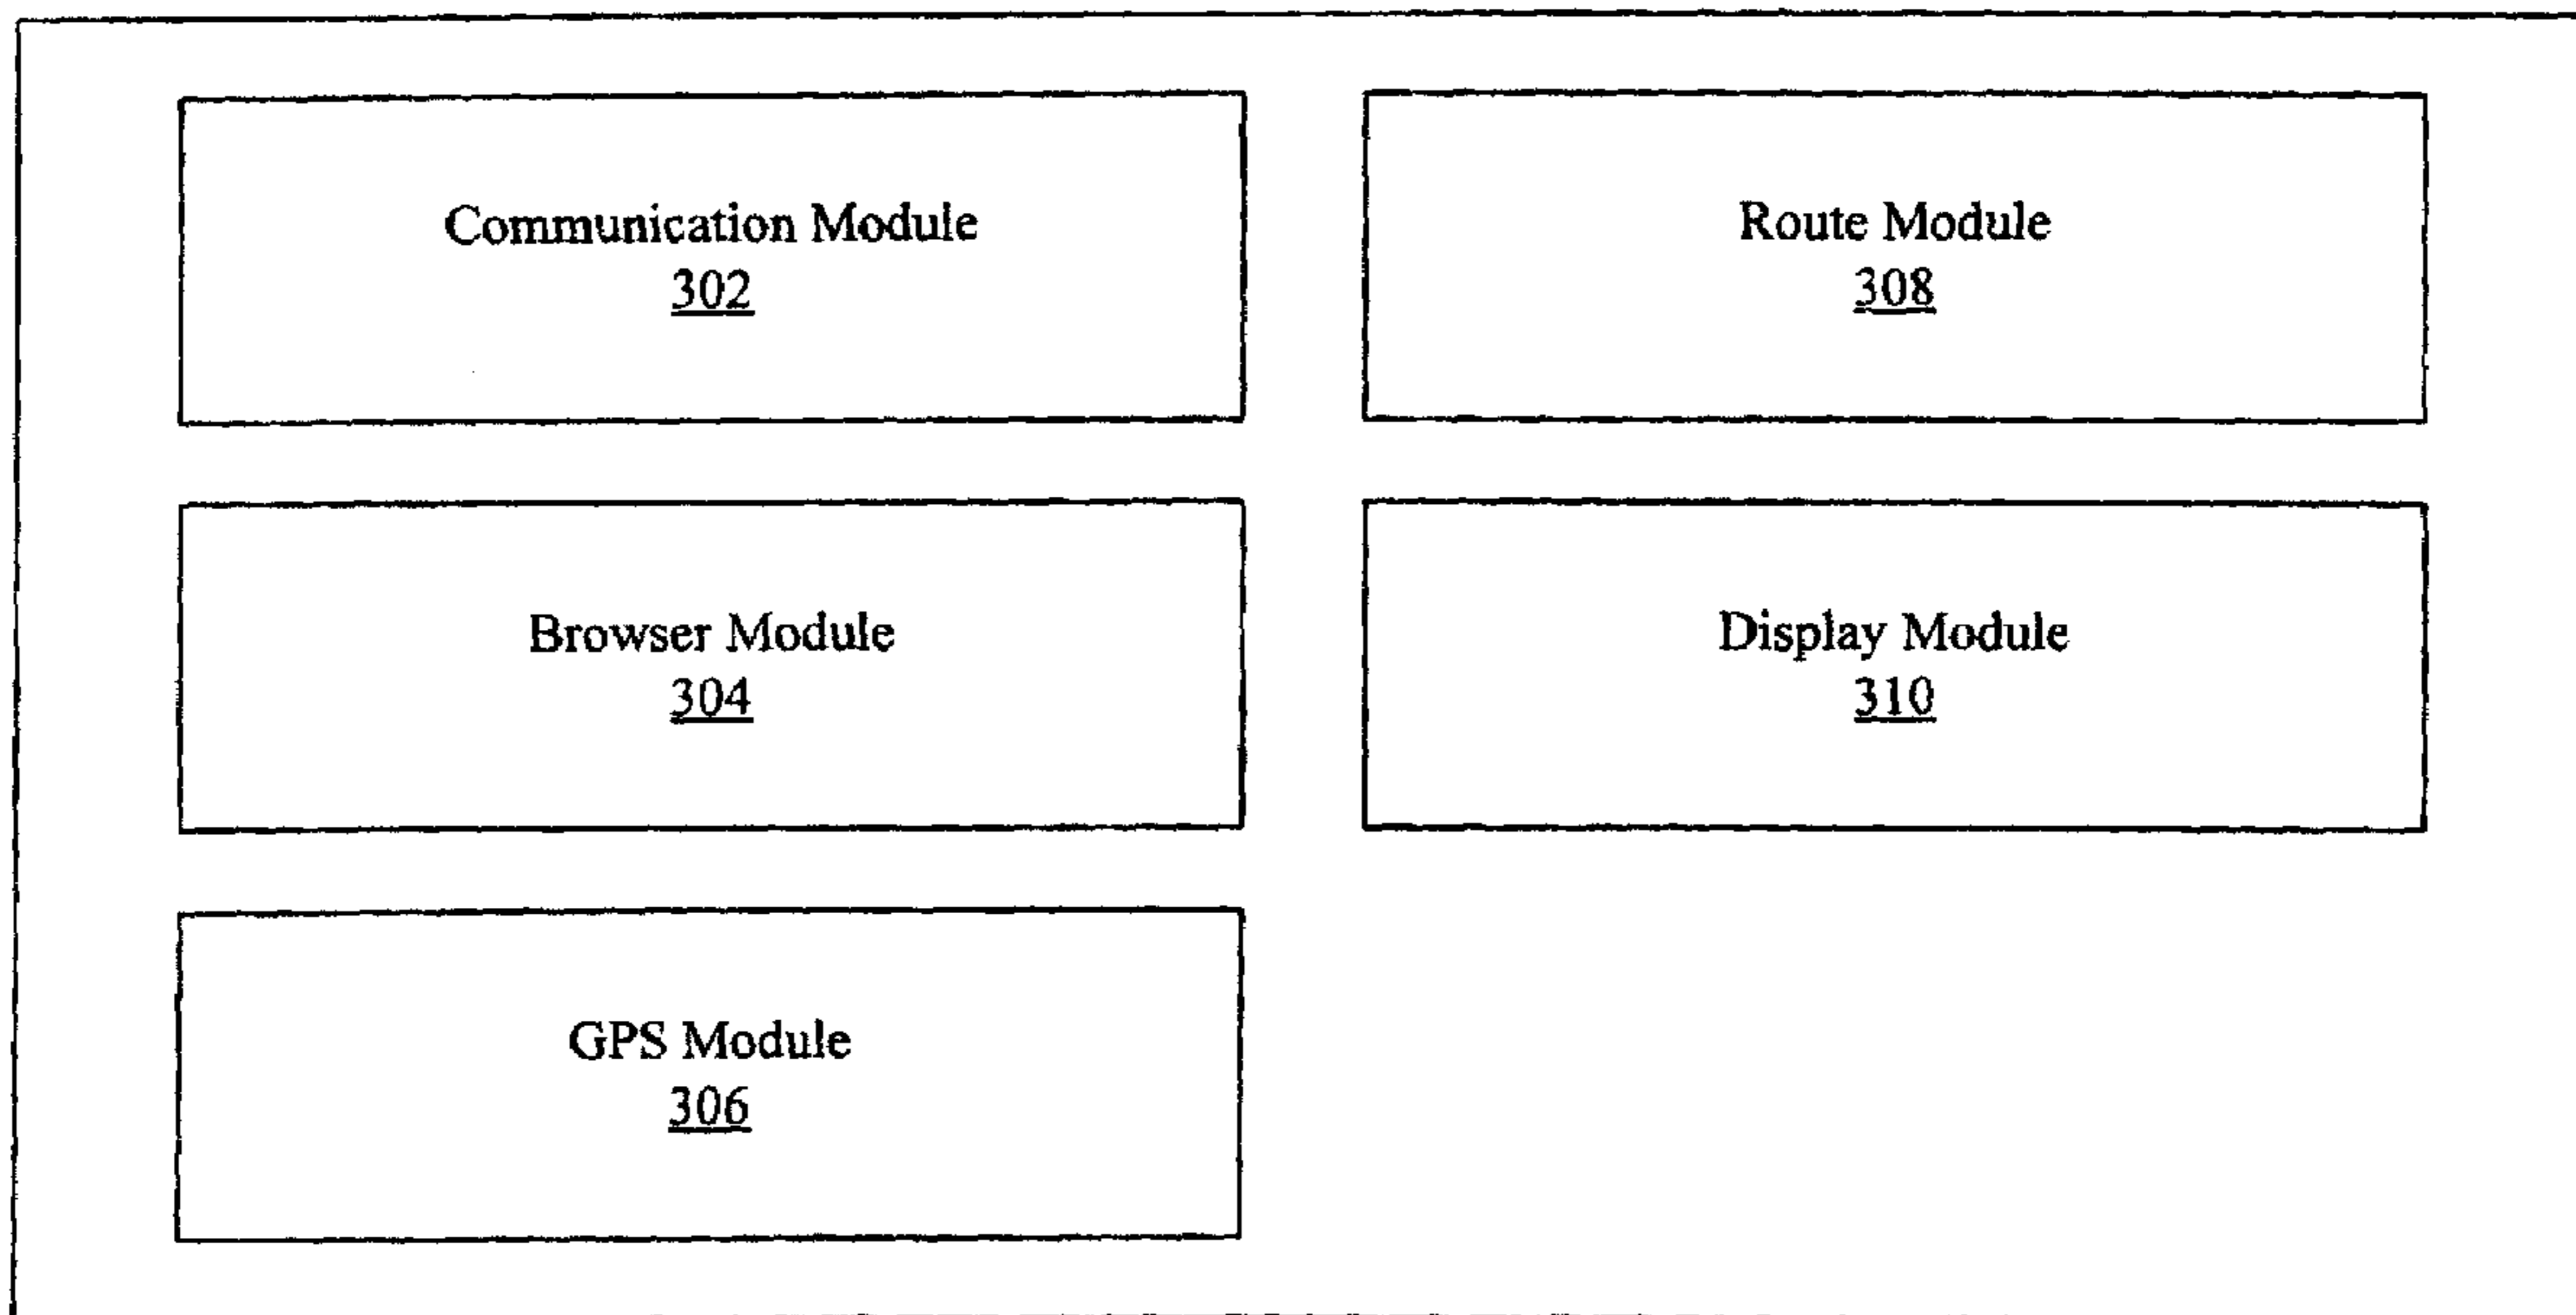 Communication Module
302
Route Module
308
Browser Module
304
Display Module
310
GPS Module
306